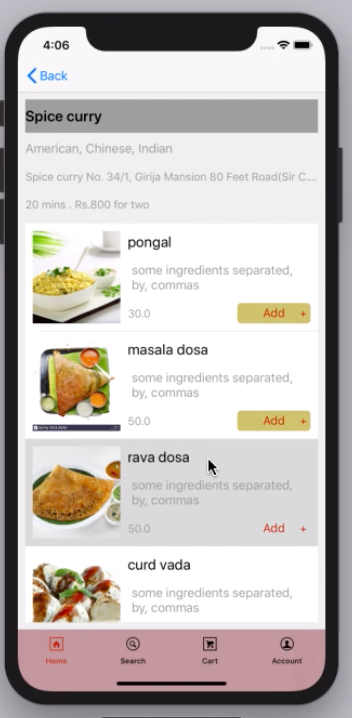 4:06
Back
Spice curry
American, Chinese, Indian
Spice curry No. 34/1, Girija Mansion 80 Feet Road(Sir C....
20 mins . Rs.800 for two
pongal
some ingredients separated,
by, commas
30.0
Add +
masala dosa
some ingredients separated,
by, commas
50.0
Add +
rava dosa
some ingredients separated,
by, commas
50.0
Add +
curd vada
some ingredients separated,
by, commas
Home
Search
Cart
Account